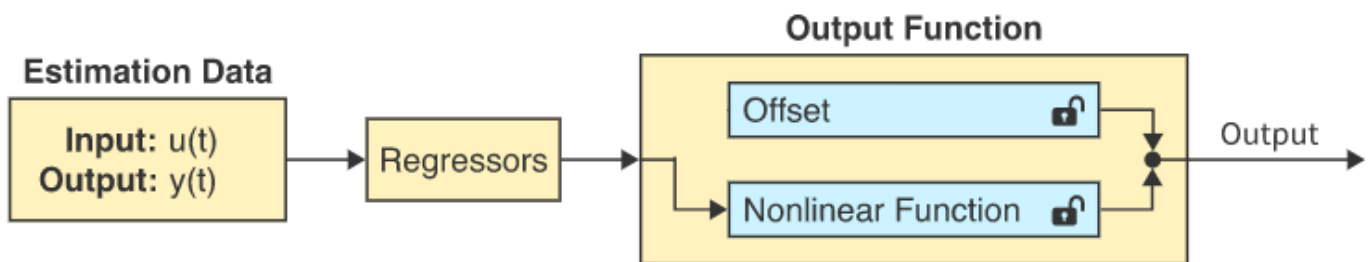 Output Function
Estimation Data
Input: u(t)
Output: y(t)
Regressors
Offset
Nonlinear Function
Output